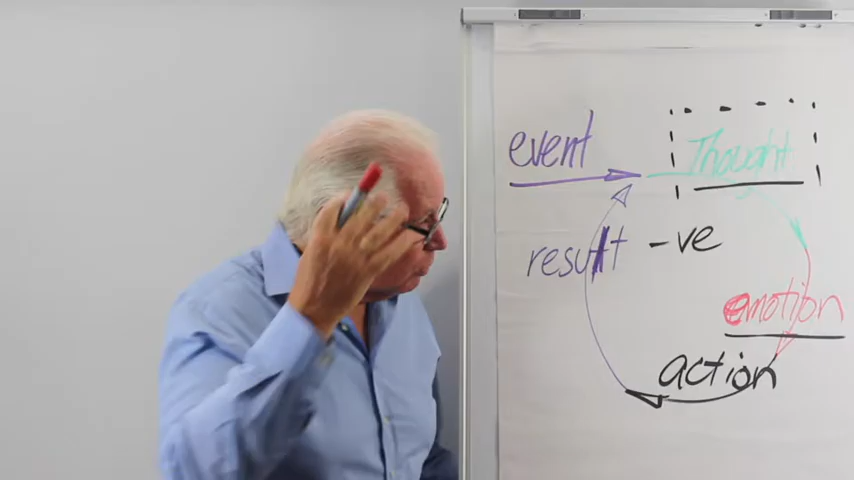 event
Thought
result
-ve
emotion
action